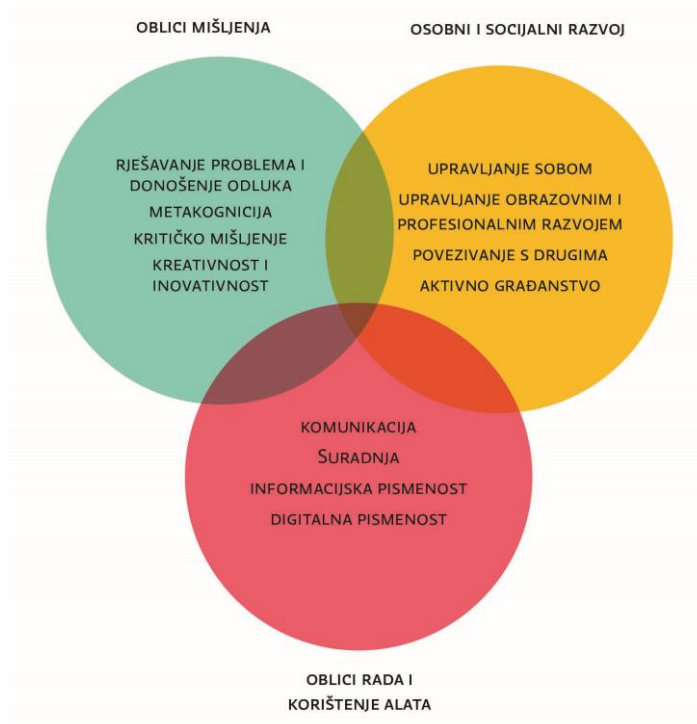 OBLICI MIŠLJENJA
OSOBNI I SOCIJALNI RAZVOJ
RJEŠAVANJE PROBLEMA I
DONOŠENJE ODLUKA
METAKOGNICIJA
KRITIČKO MIŠLJENJE
KREATIVNOST I
INOVATIVNOST
UPRAVLJANJE SOBOM
UPRAVLJANJE OBRAZOVNIM I
PROFESIONALNIM RAZVOJEM
POVEZIVANJE S DRUGIMA
AKTIVNO GRAĐANSTVO
KOMUNIKACIJA
SURADNJA
INFORMACIJSKA PISMENOST
DIGITALNA PISMENOST
OBLICI RADA I
KORIŠTENJE ALATA